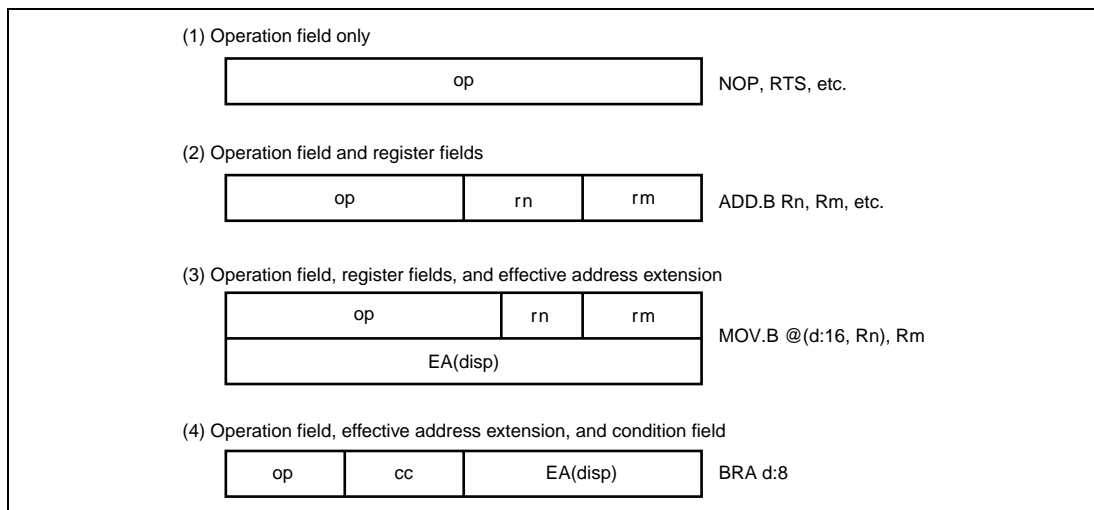 (1) Operation field only
op
NOP, RTS, etc.
(2) Operation field and register fields
op rn rm
ADD.B Rn, Rm, etc.
(3) Operation field, register fields, and effective address extension
op rn rm
EA(disp)
MOV.B @(d:16, Rn), Rm
(4) Operation field, effective address extension, and condition field
op cc EA(disp)
BRA d:8